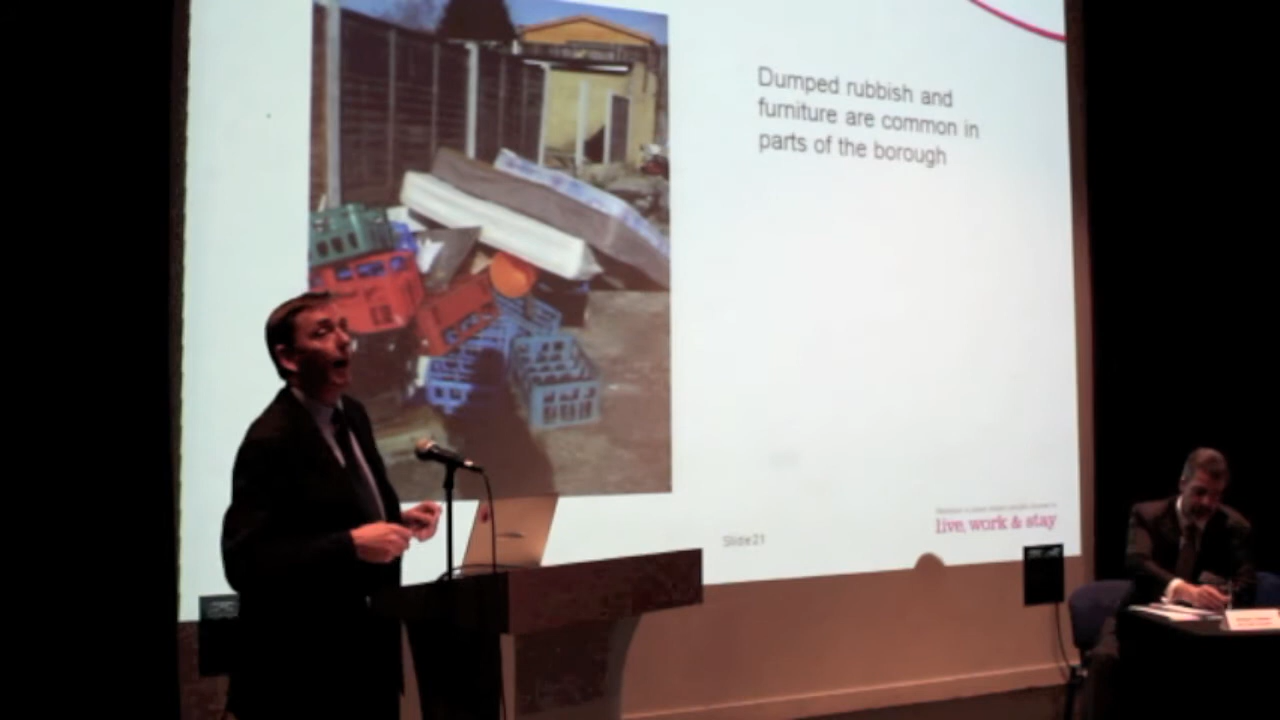 Dumped rubbish and
furniture are common in
parts of the borough
Slide21
live, work & stay